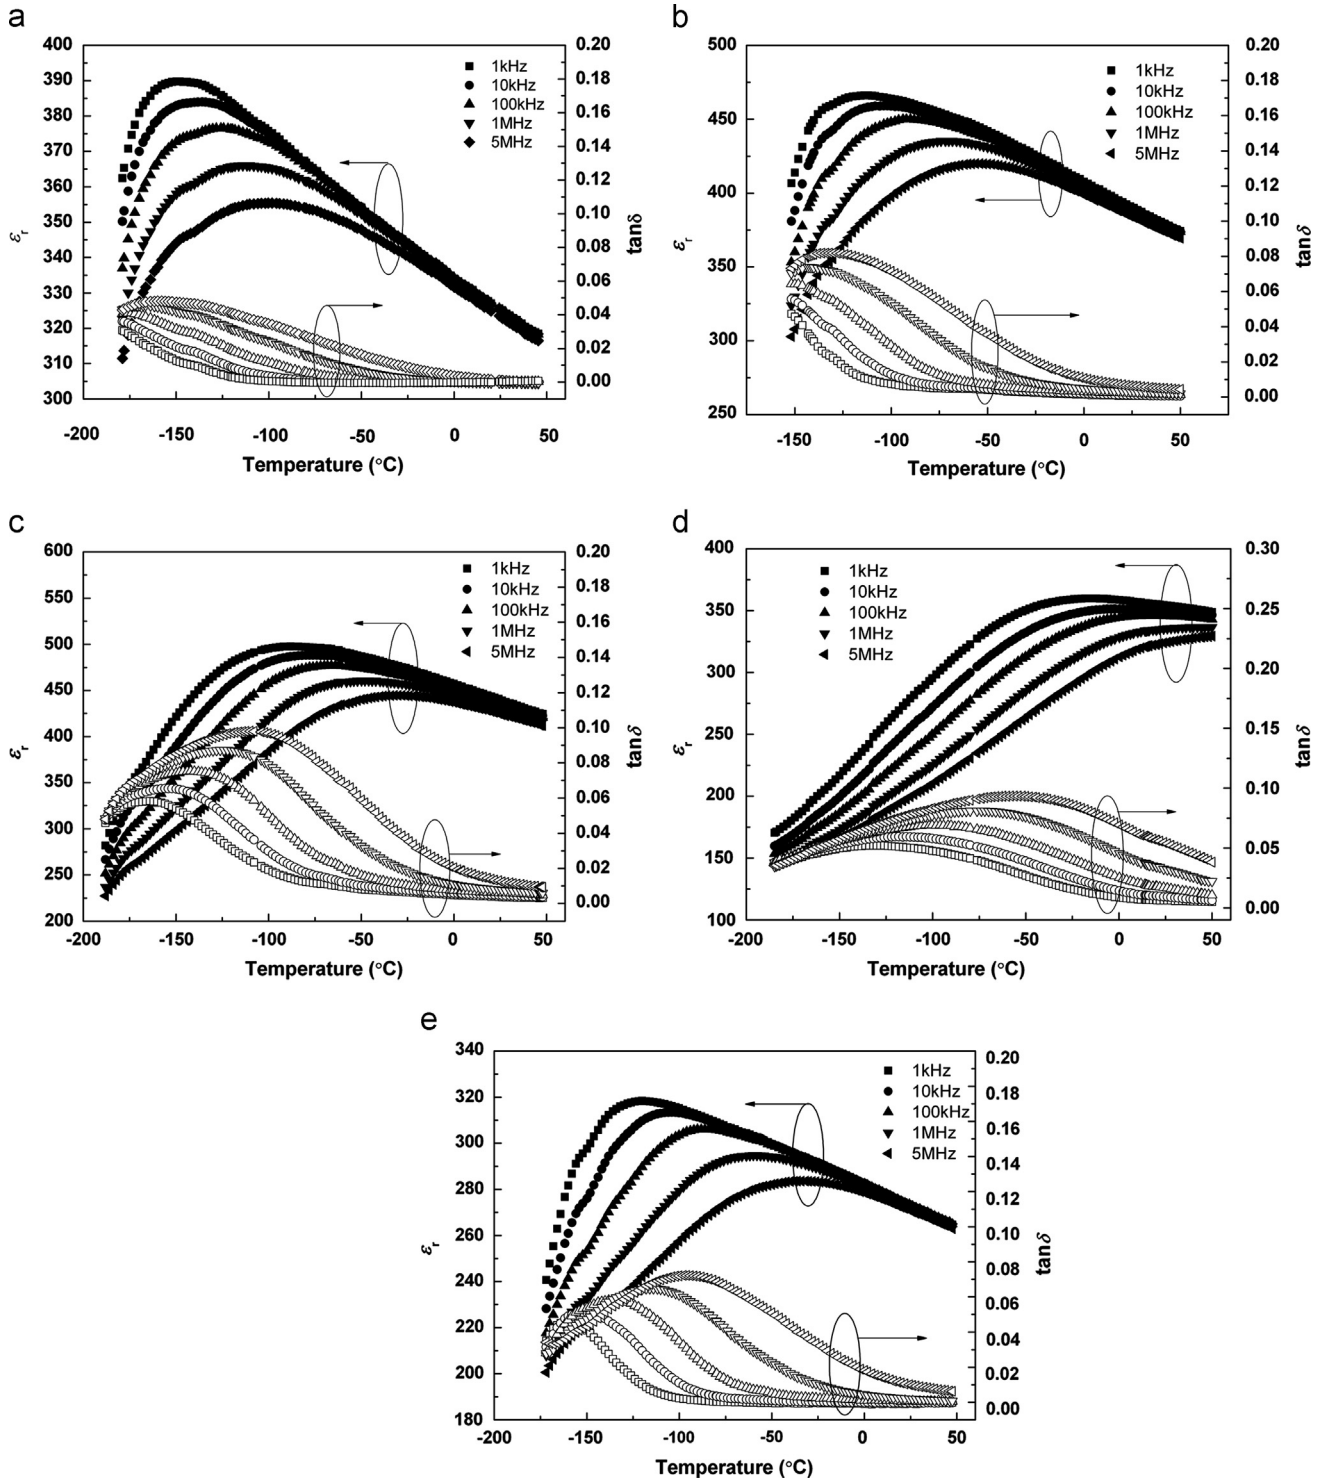 a
400
390
380
370
360
350
340
330
320
310
300
εr
0.20
0.18
0.16
0.14
0.12
0.10
0.08
0.06
0.04
0.02
0.00
tanδ
1kHz
10kHz
100kHz
1MHz
5MHz
-200 -150 -100 -50 0 50
Temperature (°C)
b
500
450
400
350
300
250
εr
0.20
0.18
0.16
0.14
0.12
0.10
0.08
0.06
0.04
0.02
0.00
tanδ
1kHz
10kHz
100kHz
1MHz
5MHz
-150 -100 -50 0 50
Temperature (°C)
c
600
550
500
450
400
350
300
250
200
εr
0.20
0.18
0.16
0.14
0.12
0.10
0.08
0.06
0.04
0.02
0.00
tanδ
1kHz
10kHz
100kHz
1MHz
5MHz
-200 -150 -100 -50 0 50
Temperature (°C)
d
400
350
300
250
200
150
100
εr
0.30
0.25
0.20
0.15
0.10
0.05
0.00
tanδ
1kHz
10kHz
100kHz
1MHz
5MHz
-200 -150 -100 -50 0 50
Temperature (°C)
e
340
320
300
280
260
240
220
200
180
εr
0.20
0.18
0.16
0.14
0.12
0.10
0.08
0.06
0.04
0.02
0.00
tanδ
1kHz
10kHz
100kHz
1MHz
5MHz
-200 -150 -100 -50 0 50
Temperature (°C)